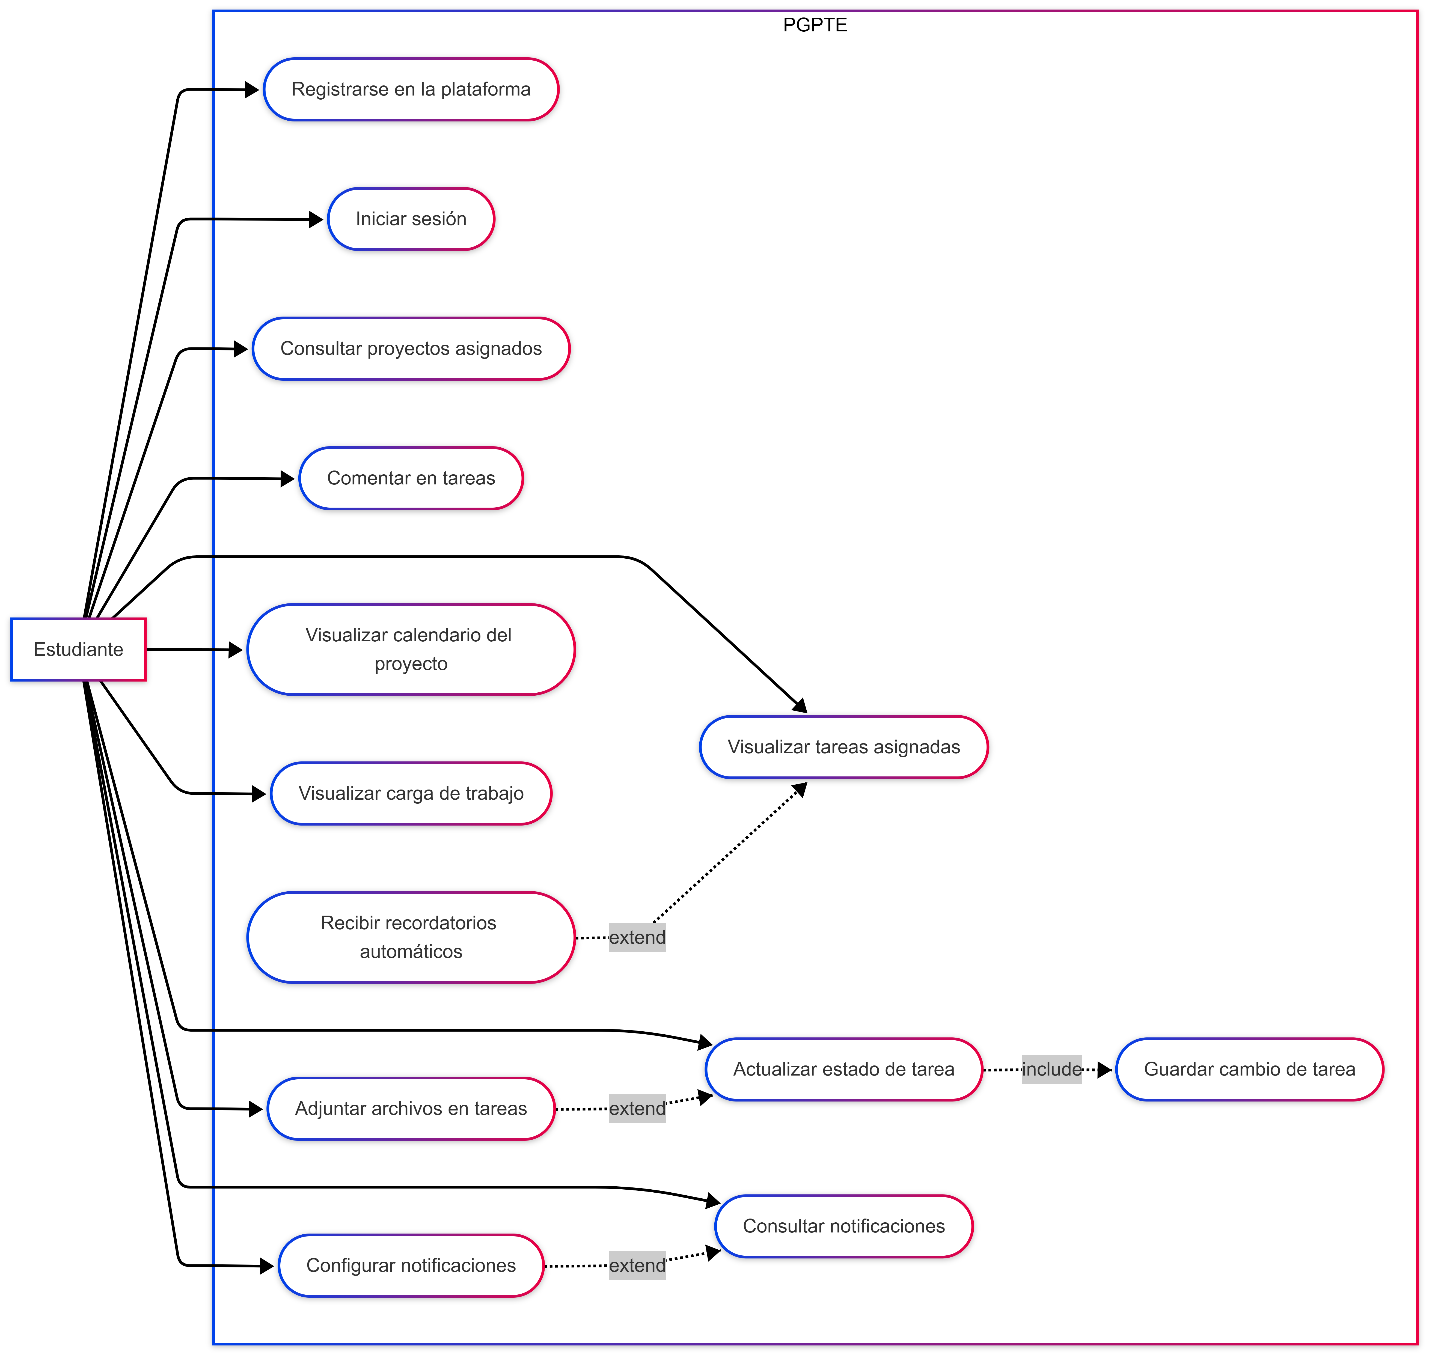 PGPTE
Registrarse en la plataforma
Iniciar sesión
Consultar proyectos asignados
Comentar en tareas
Visualizar calendario del
proyecto
Estudiante
Visualizar tareas asignadas
Visualizar carga de trabajo
Recibir recordatorios
automáticos
extend
Actualizar estado de tarea
include
Guardar cambio de tarea
Adjuntar archivos en tareas
extend
Consultar notificaciones
Configurar notificaciones
extend